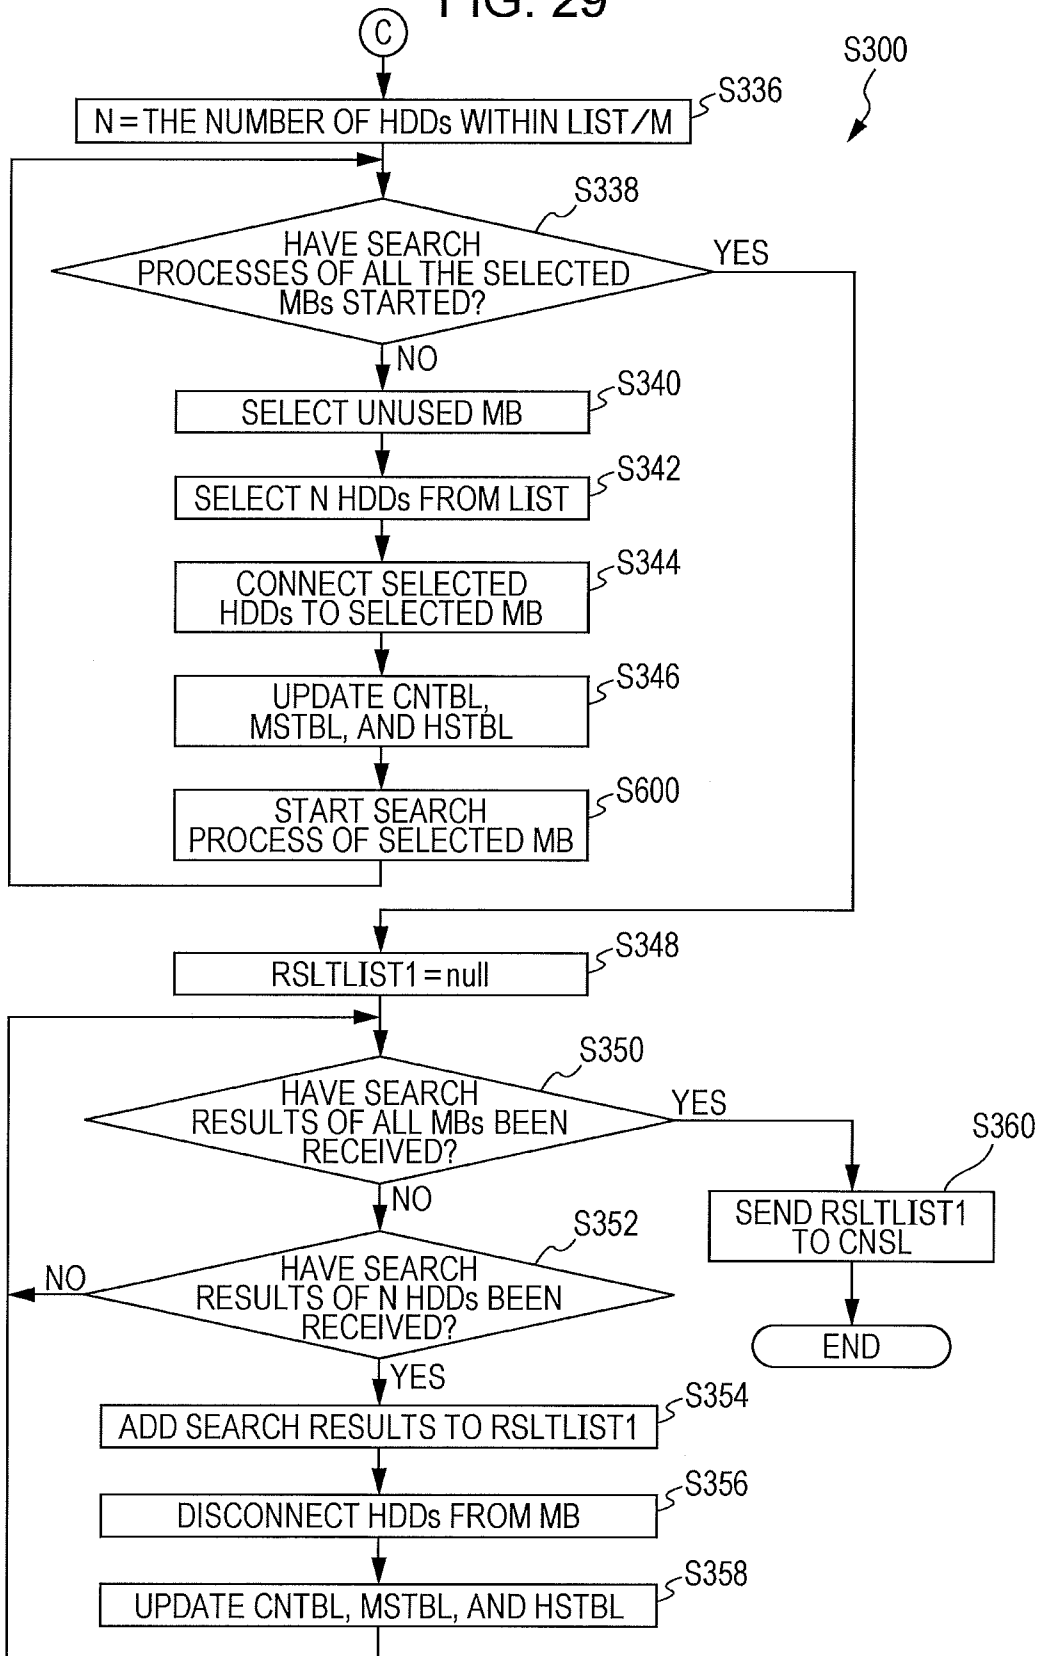 FIG. 29
C
S300
N = THE NUMBER OF HDDs WITHIN LIST/M
S336
S338
HAVE SEARCH
PROCESSES OF ALL THE SELECTED
MBs STARTED?
YES
NO
SELECT UNUSED MB
S340
SELECT N HDDs FROM LIST
S342
CONNECT SELECTED
HDDs TO SELECTED MB
S344
UPDATE CNTBL,
MSTBL, AND HSTBL
S346
START SEARCH
PROCESS OF SELECTED MB
S600
RSLTLIST1 = null
S348
S350
HAVE SEARCH
RESULTS OF ALL MBs BEEN
RECEIVED?
YES
S360
SEND RSLTLIST1
TO CNSL
END
NO
S352
HAVE SEARCH
RESULTS OF N HDDs BEEN
RECEIVED?
NO
YES
ADD SEARCH RESULTS TO RSLTLIST1
S354
DISCONNECT HDDs FROM MB
S356
UPDATE CNTBL, MSTBL, AND HSTBL
S358